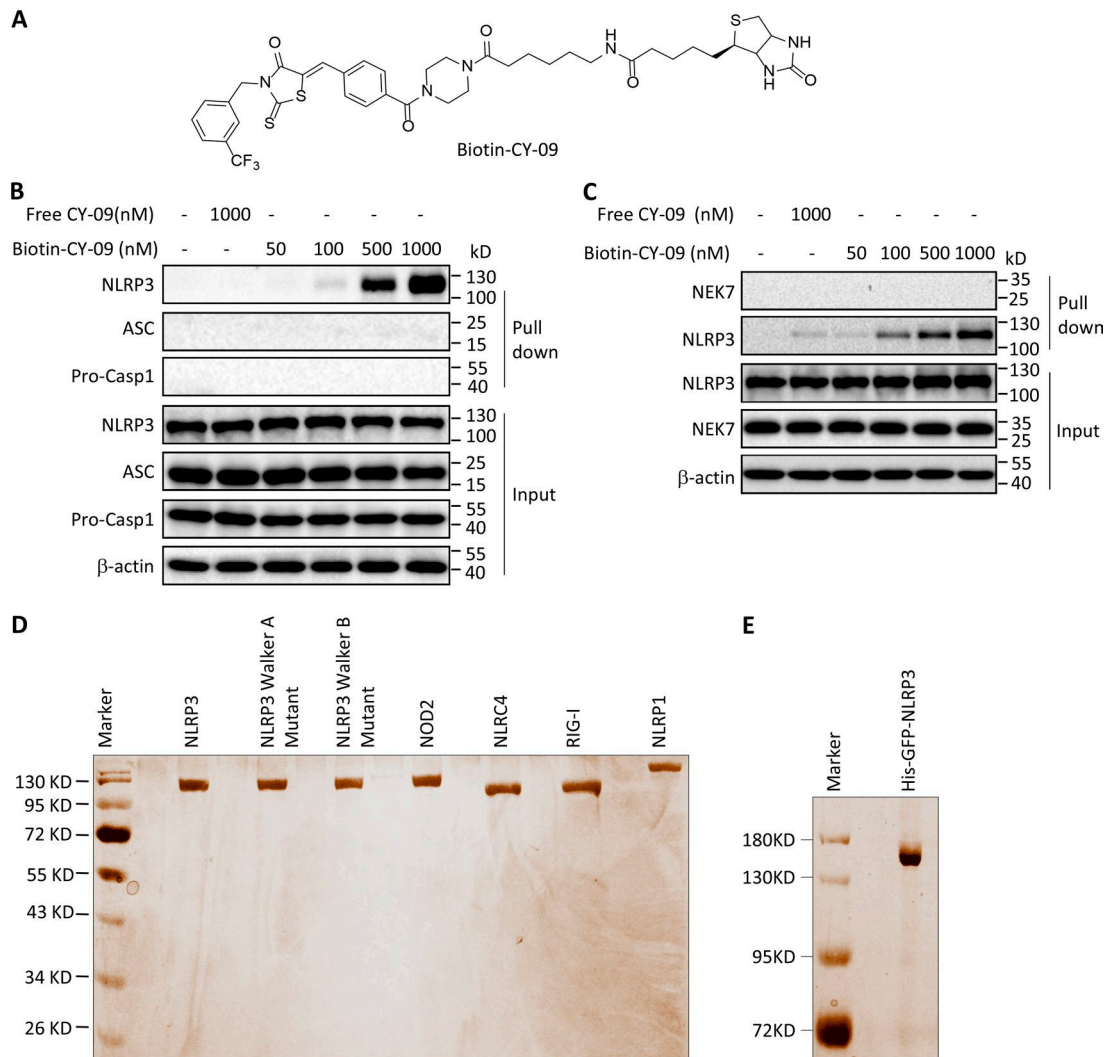 A
O
N
S
S
CF3
O
N
N
O
H
N
O
S
NH
N
H
O
Biotin-CY-09
B
Free CY-09(nM) - 1000 - - - -
Biotin-CY-09 (nM) - - 50 100 500 1000 kD
NLRP3 130
100
ASC 25
15
Pro-Casp1 55
40
Pull
down
NLRP3 130
100
ASC 25
15
Pro-Casp1 55
40
β-actin 55
40
Input
C
Free CY-09 (nM) - 1000 - - - -
Biotin-CY-09 (nM) - - 50 100 500 1000 kD
NEK7 35
25
NLRP3 130
100
Pull
down
NLRP3 130
100
NEK7 35
25
β-actin 55
40
Input
D
Marker
NLRP3
NLRP3 Walker A
Mutant
NLRP3 Walker B
Mutant
NOD2
NLRC4
RIG-I
NLRP1
130 KD
95 KD
72 KD
55 KD
43 KD
34 KD
26 KD
E
Marker
His-GFP-NLRP3
180KD
130KD
95KD
72KD